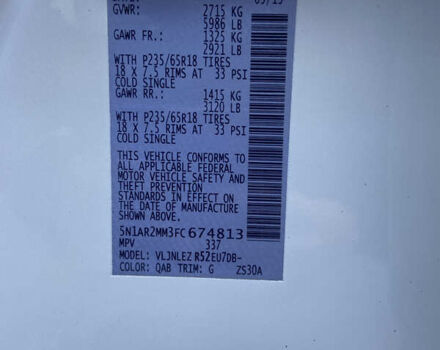 GVWR: 2715 KG
5986 LB
GAWR FR.: 1325 KG
2921 LB
WITH P235/65R18 TIRES
18 X 7.5 RIMS AT 33 PSI
COLD SINGLE
GAWR RR.: 1415 KG
3120 LB
WITH P235/65R18 TIRES
18 X 7.5 RIMS AT 33 PSI
COLD SINGLE
THIS VEHICLE CONFORMS TO
ALL APPLICABLE FEDERAL
MOTOR VEHICLE SAFETY AND
THEFT PREVENTION
STANDARDS IN EFFECT ON THE
DATE OF MANUFACTURE SHOWN
ABOVE.
5N1AR2MM3FC674813
MPV 337
MODEL: VLJNLEZ R52EU7DB-
COLOR: QAB TRIM: G ZS30A